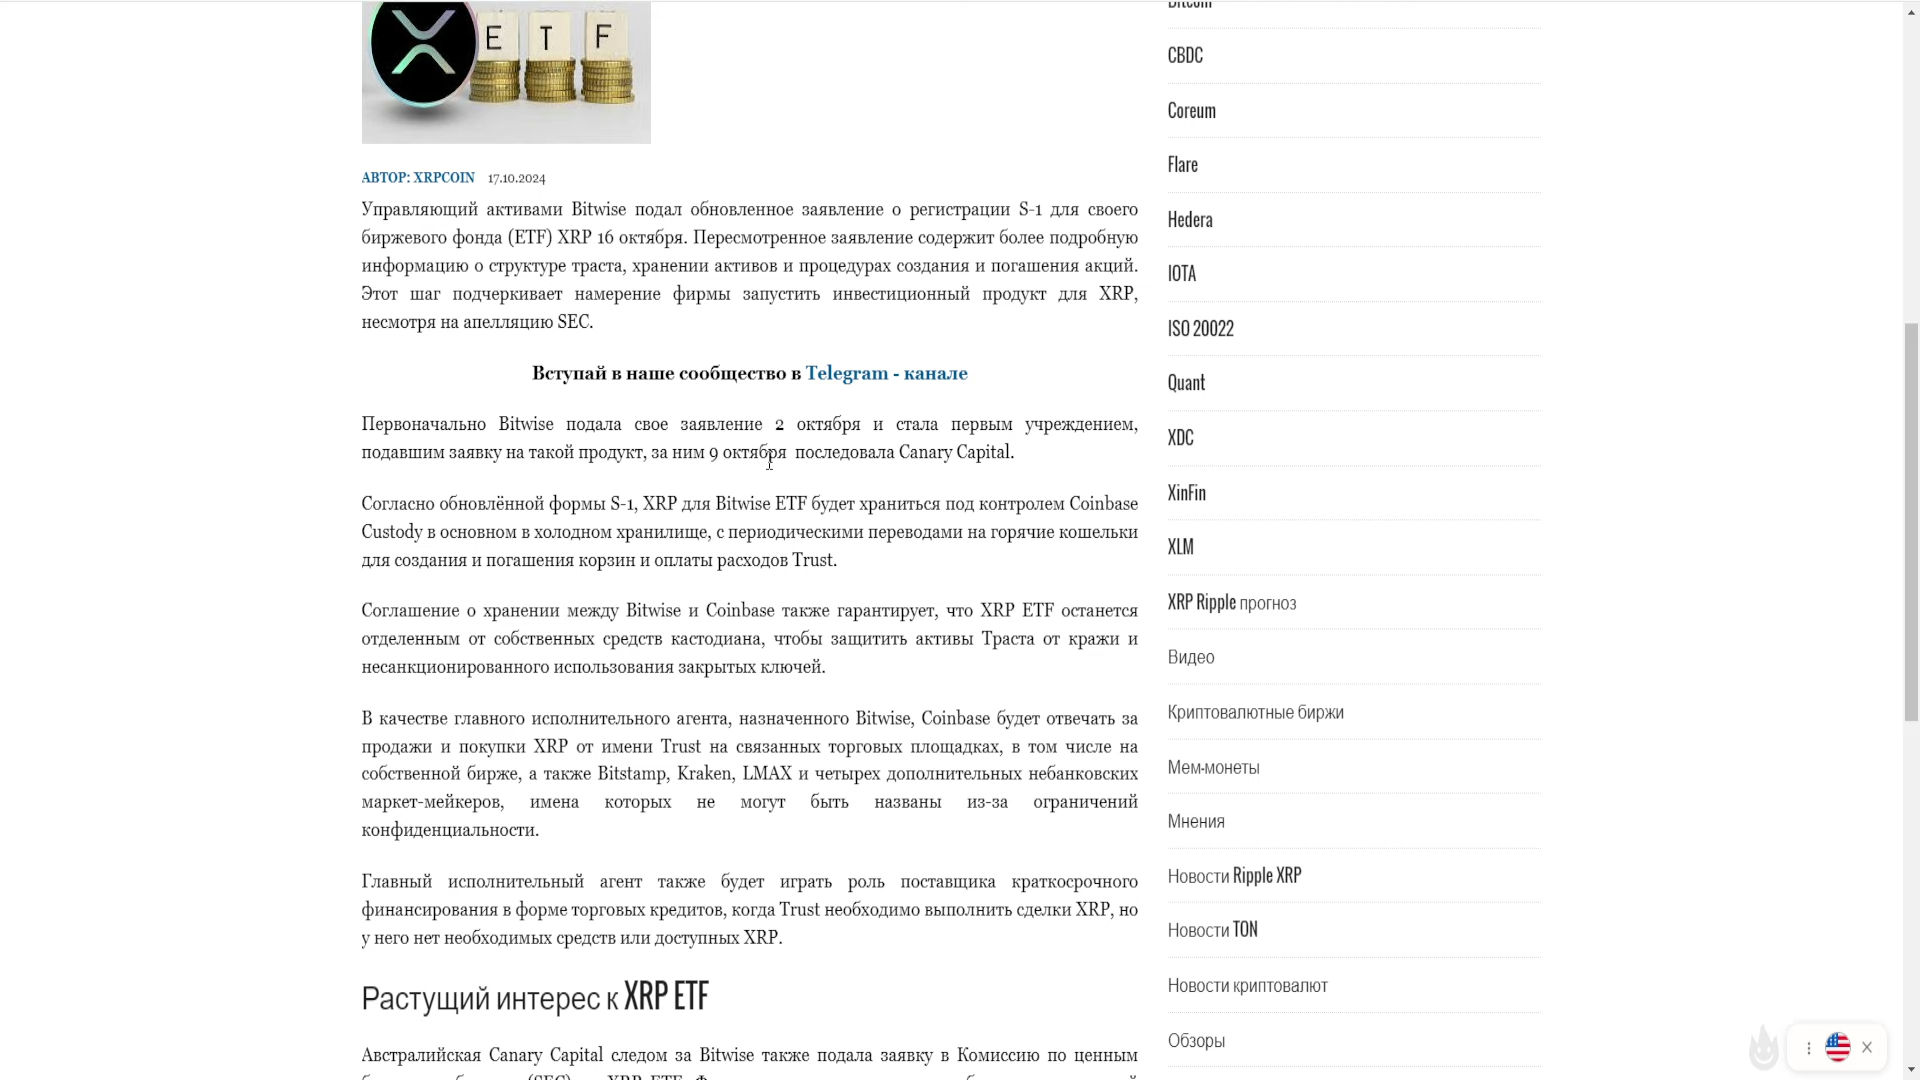 E T F
АВТОР: XRPCOIN 17.10.2024
Управляющий активами Bitwise подал обновленное заявление о регистрации S-1 для своего
биржевого фонда (ETF) XRP 16 октября. Пересмотренное заявление содержит более подробную
информацию о структуре траста, хранении активов и процедурах создания и погашения акций.
Этот шаг подчеркивает намерение фирмы запустить инвестиционный продукт для XRP,
несмотря на апелляцию SEC.
Вступай в наше сообщество в Telegram - канале
Первоначально Bitwise подала свое заявление 2 октября и стала первым учреждением,
подавшим заявку на такой продукт, за ним 9 октября последовала Canary Capital.
Согласно обновлённой формы S-1, XRP для Bitwise ETF будет храниться под контролем Coinbase
Custody в основном в холодном хранилище, с периодическими переводами на горячие кошельки
для создания и погашения корзин и оплаты расходов Trust.
Соглашение о хранении между Bitwise и Coinbase также гарантирует, что XRP ETF останется
отделенным от собственных средств кастодиана, чтобы защитить активы Траста от кражи и
несанкционированного использования закрытых ключей.
В качестве главного исполнительного агента, назначенного Bitwise, Coinbase будет отвечать за
продажи и покупки XRP от имени Trust на связанных торговых площадках, в том числе на
собственной бирже, а также Bitstamp, Kraken, LMAX и четырех дополнительных небанковских
маркет-мейкеров, имена которых не могут быть названы из-за ограничений
конфиденциальности.
Главный исполнительный агент также будет играть роль поставщика краткосрочного
финансирования в форме торговых кредитов, когда Trust необходимо выполнить сделки XRP, но
у него нет необходимых средств или доступных XRP.
Растущий интерес к XRP ETF
Австралийская Canary Capital следом за Bitwise также подала заявку в Комиссию по ценным
Bitcoin
CBDC
Coreum
Flare
Hedera
IOTA
ISO 20022
Quant
XDC
XinFin
XLM
XRP Ripple прогноз
Видео
Криптовалютные биржи
Мем-монеты
Мнения
Новости Ripple XRP
Новости TON
Новости криптовалют
Обзоры